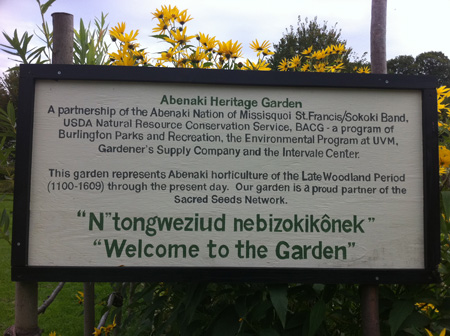 Abenaki Heritage Garden
A partnership of the Abenaki Nation of Missisquoi St.Francis/Sokoki Band,
USDA Natural Resource Conservation Service, BACG - a program of
Burlington Parks and Recreation, the Environmental Program at UVM,
Gardener's Supply Company and the Intervale Center.
This garden represents Abenaki horticulture of the Late Woodland Period
(1100-1609) through the present day. Our garden is a proud partner of the
Sacred Seeds Network.
"N"tongweziud nebizokikônek"
"Welcome to the Garden"